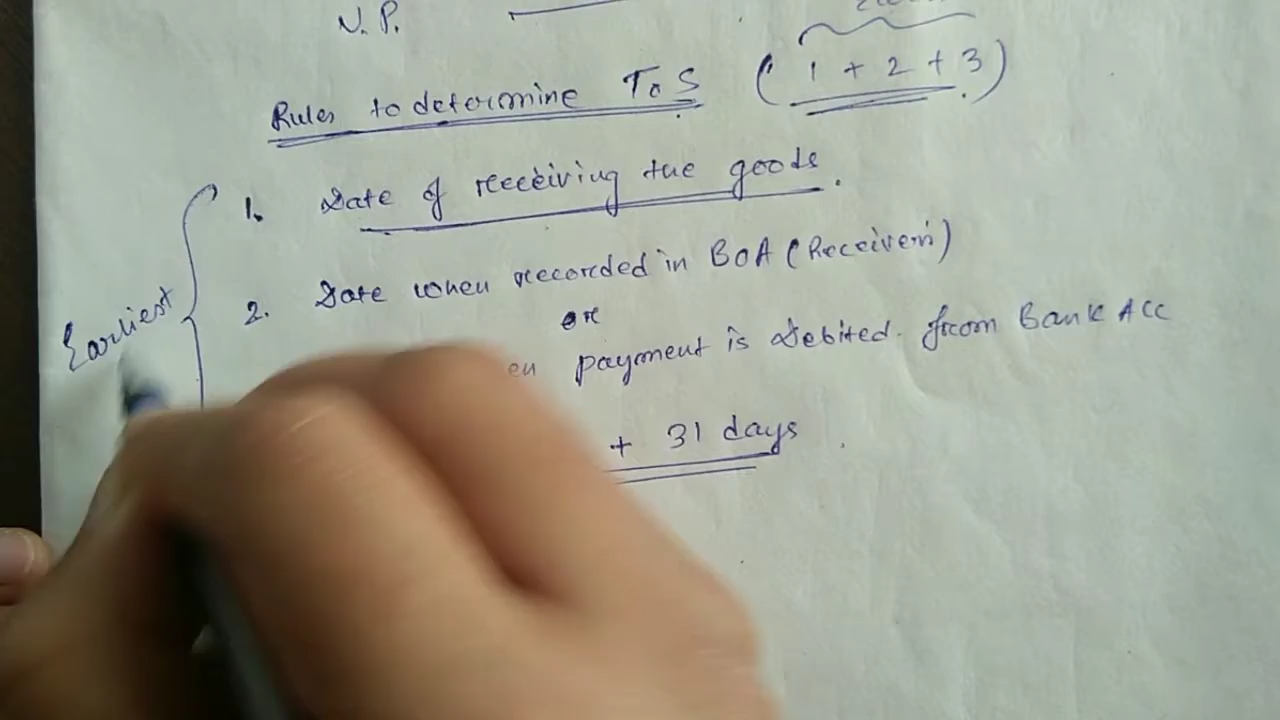 N.P.
Rules to determine ToS ( 1 + 2 + 3 )
1. Date of receiving the goods.
2. Date when recorded in BOA (Receiver's)
Earliest
or
payment is debited from Bank Acc
+ 31 days